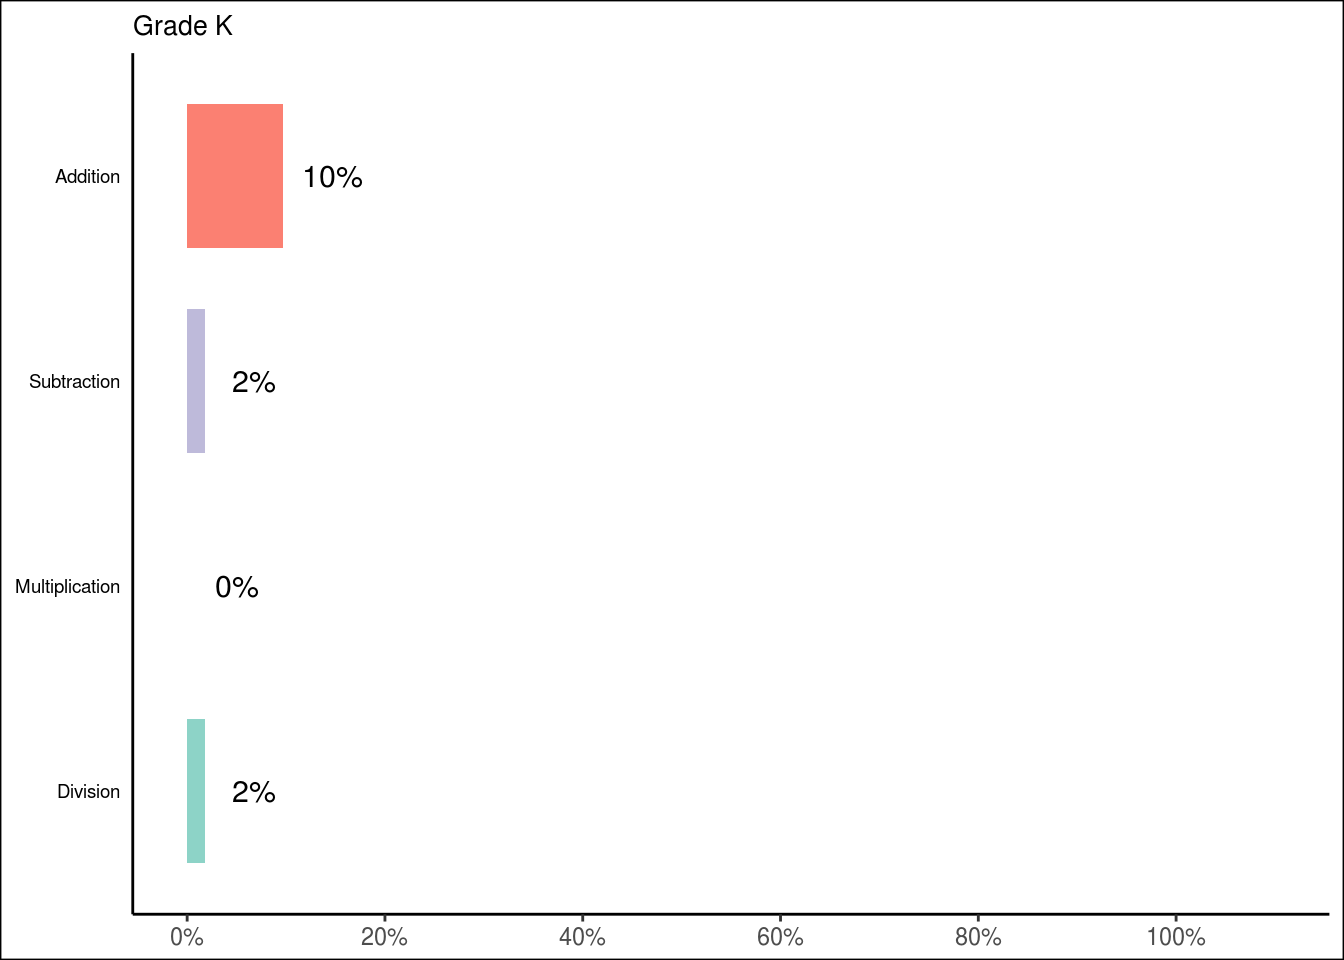 Grade K
Addition
10%
Subtraction
2%
Multiplication
0%
Division
2%
0% 20% 40% 60% 80% 100%